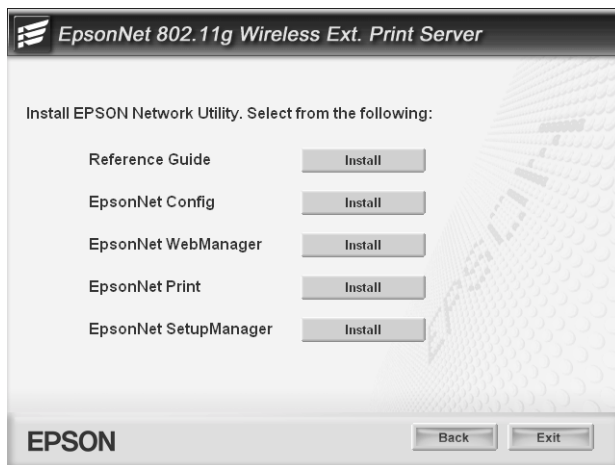 EpsonNet 802.11g Wireless Ext. Print Server
Install EPSON Network Utility. Select from the following:
Reference Guide Install
EpsonNet Config Install
EpsonNet WebManager Install
EpsonNet Print Install
EpsonNet SetupManager Install
EPSON
EPSON Back Exit